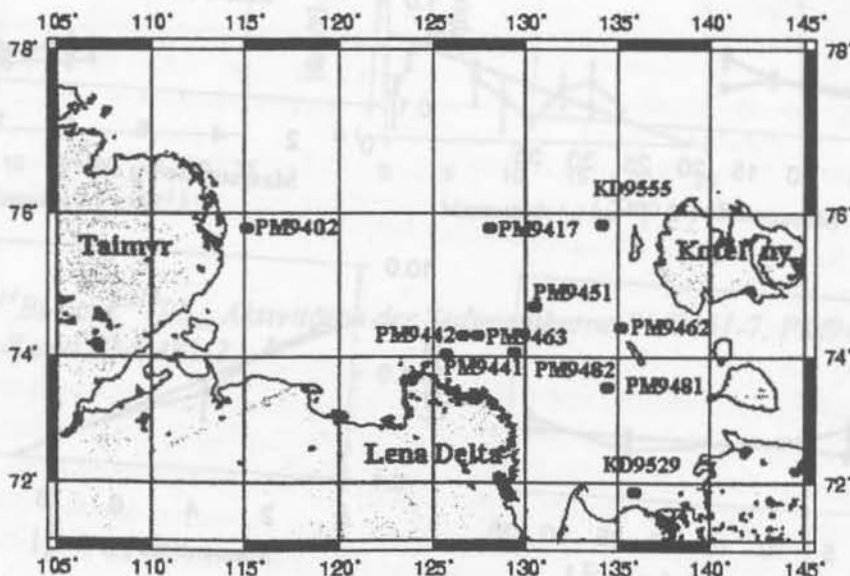 105° 110° 115° 120° 125° 130° 135° 140° 145°
78° 78°
KD9555
76° 76°
Taimyr PM9402 PM9417 Kotel'ny
PM9451
PM9442 PM9463 PM9462
74° 74°
PM9441 PM9482 PM9481
Lena Delta
KD9529
72° 72°
105° 110° 115° 120° 125° 130° 135° 140° 145°